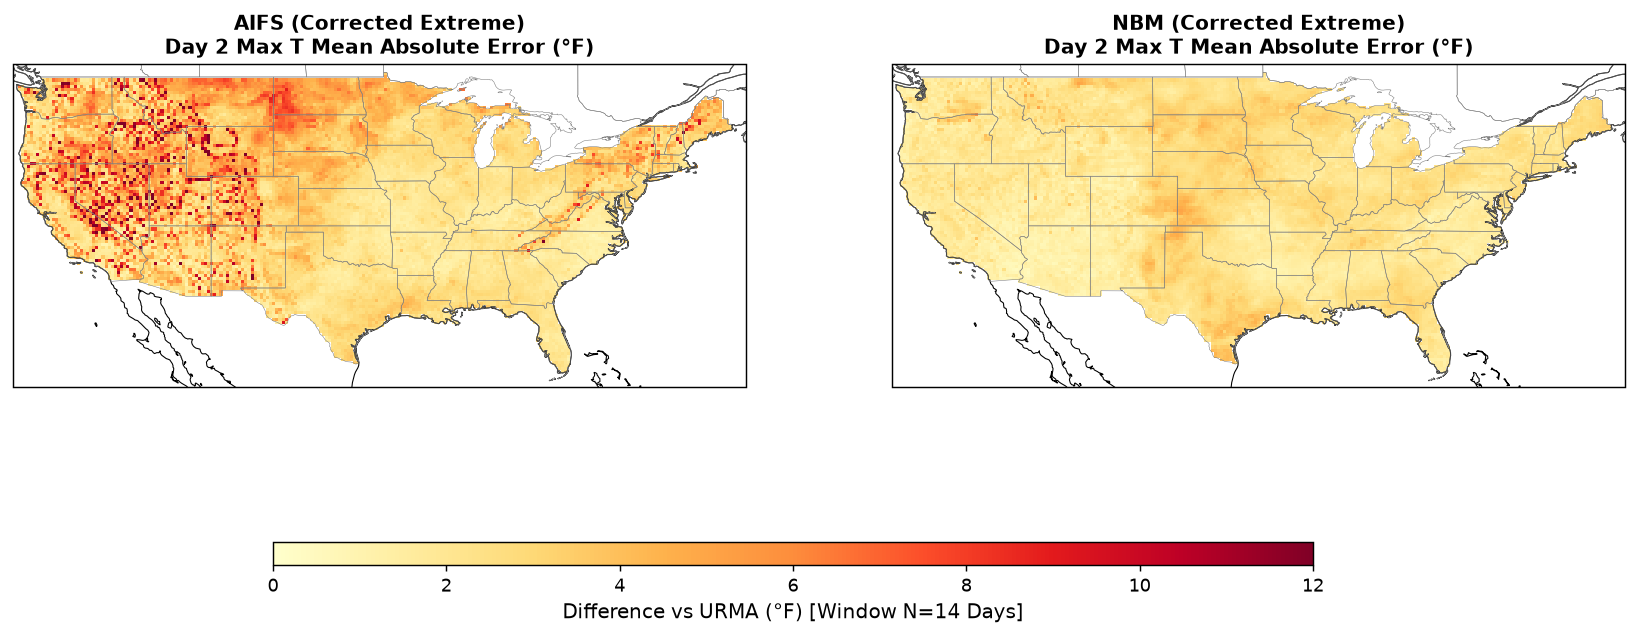 AIFS (Corrected Extreme)
Day 2 Max T Mean Absolute Error (°F)
NBM (Corrected Extreme)
Day 2 Max T Mean Absolute Error (°F)
0 2 4 6 8 10 12
Difference vs URMA (°F) [Window N=14 Days]